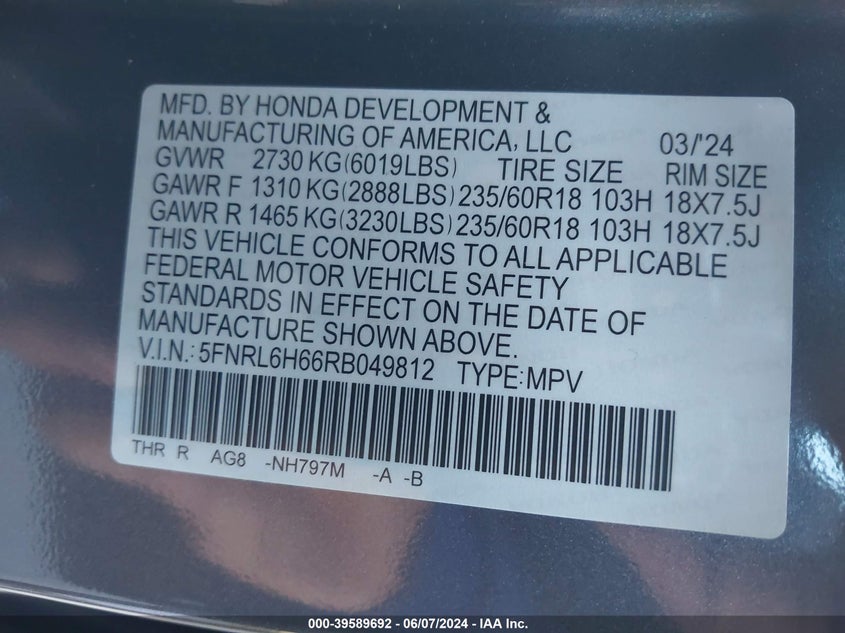 MFD. BY HONDA DEVELOPMENT &
MANUFACTURING OF AMERICA, LLC 03/'24
GVWR 2730 KG(6019LBS) TIRE SIZE RIM SIZE
GAWR F 1310 KG(2888LBS) 235/60R18 103H 18X7.5J
GAWR R 1465 KG(3230LBS) 235/60R18 103H 18X7.5J
THIS VEHICLE CONFORMS TO ALL APPLICABLE
FEDERAL MOTOR VEHICLE SAFETY
STANDARDS IN EFFECT ON THE DATE OF
MANUFACTURE SHOWN ABOVE.
V.I.N.: 5FNRL6H66RB049812 TYPE: MPV
THR R AG8 -NH797M -A -B
000-39589692 - 06/07/2024 - IAA Inc.